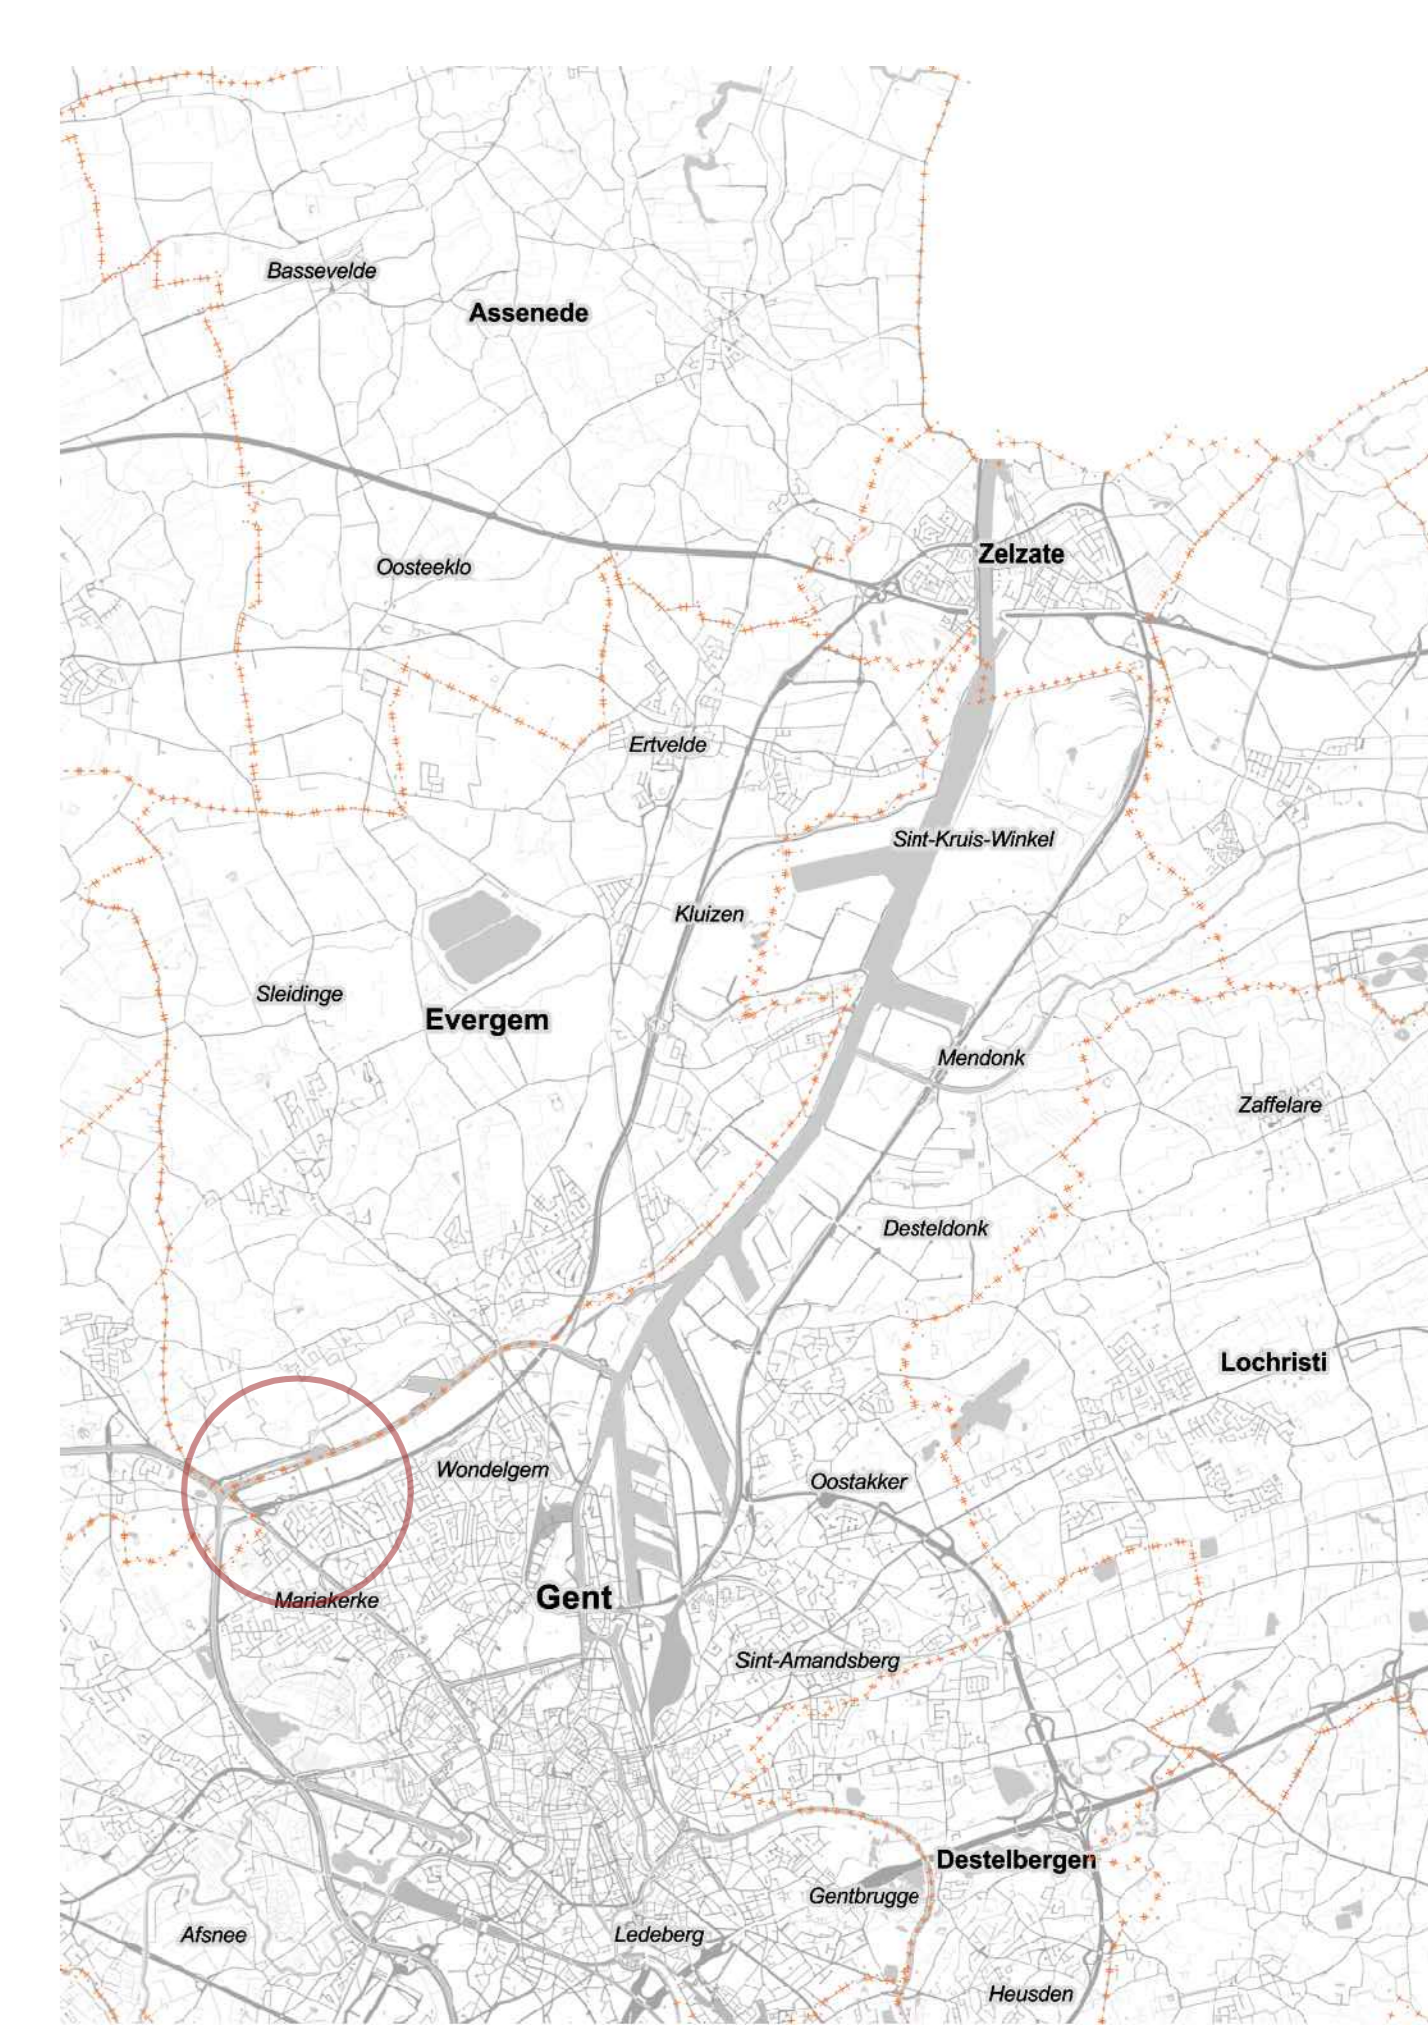 Bassevelde
Assenede
Zelzate
Oosteeklo
Ertvelde
Sint-Kruis-Winkel
Kluizen
Sleidinge
Evergem
Mendonk
Zaffelare
Desteldonk
Lochristi
Wondelgem
Oostakker
Gent
Mariakerke
Sint-Amandsberg
Destelbergen
Gentbrugge
Afsnee
Ledeberg
Heusden